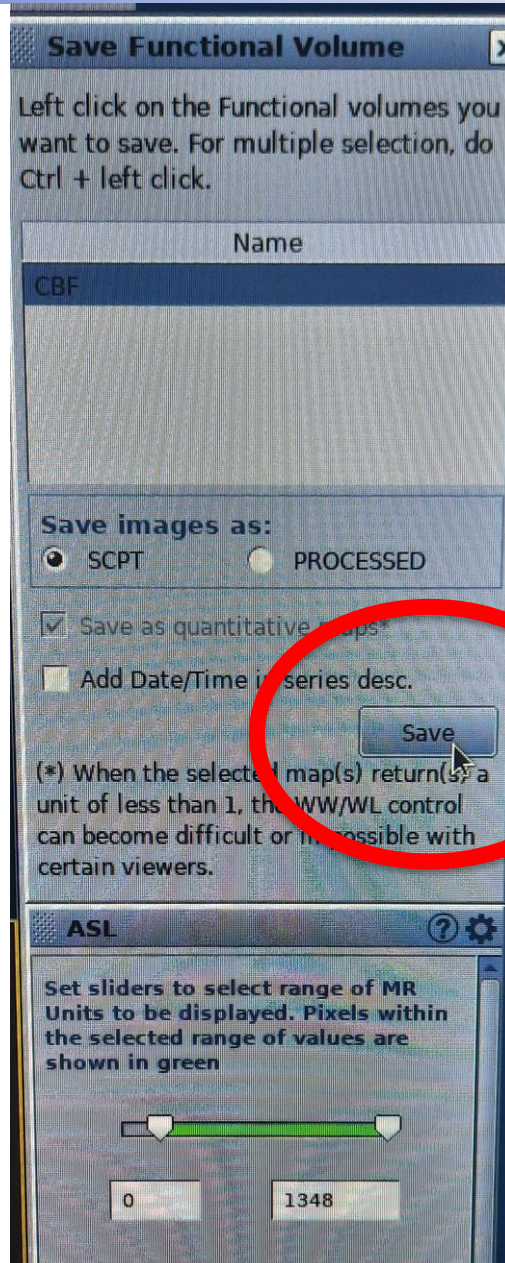 Save Functional Volume
Left click on the Functional volumes you
want to save. For multiple selection, do
Ctrl + left click.
Name
CBF
Save images as:
SCPT PROCESSED
Save as quantitative maps*
Add Date/Time in series desc.
Save
(*) When the selected map(s) return(s) a
unit of less than 1, the WW/WL control
can become difficult or impossible with
certain viewers.
ASL
Set sliders to select range of MR
Units to be displayed. Pixels within
the selected range of values are
shown in green
0 1348